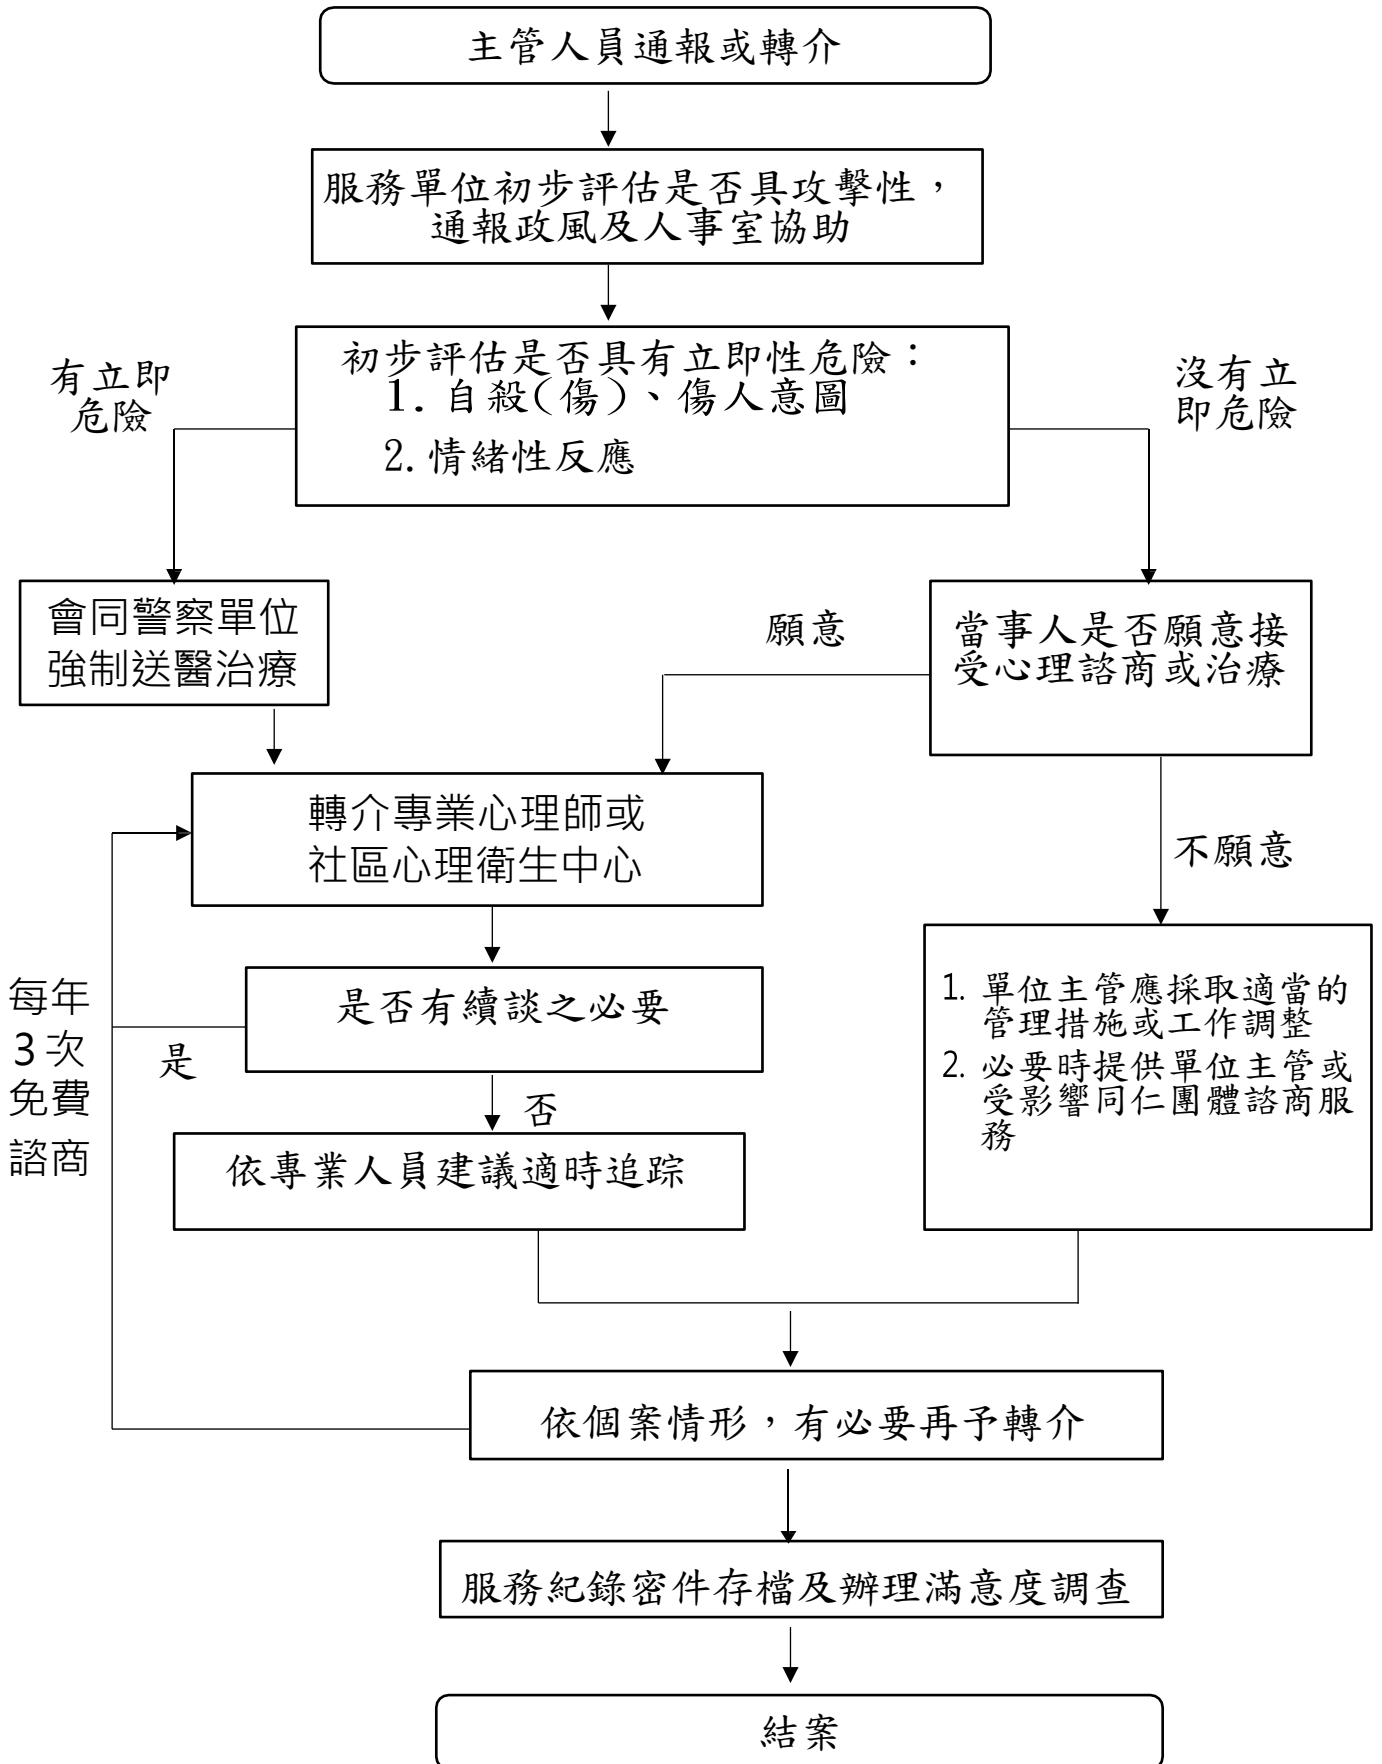 主管人員通報或轉介
服務單位初步評估是否具攻擊性，
通報政風及人事室協助
初步評估是否具有立即性危險：
1. 自殺(傷)、傷人意圖
2. 情緒性反應
有立即
危險
沒有立
即危險
會同警察單位
強制送醫治療
願意
當事人是否願意接
受心理諮商或治療
轉介專業心理師或
社區心理衛生中心
不願意
是否有續談之必要
每年
3 次
免費
諮商
是
否
1. 單位主管應採取適當的
管理措施或工作調整
2. 必要時提供單位主管或
受影響同仁團體諮商服
務
依專業人員建議適時追踪
依個案情形，有必要再予轉介
服務紀錄密件存檔及辦理滿意度調查
結案